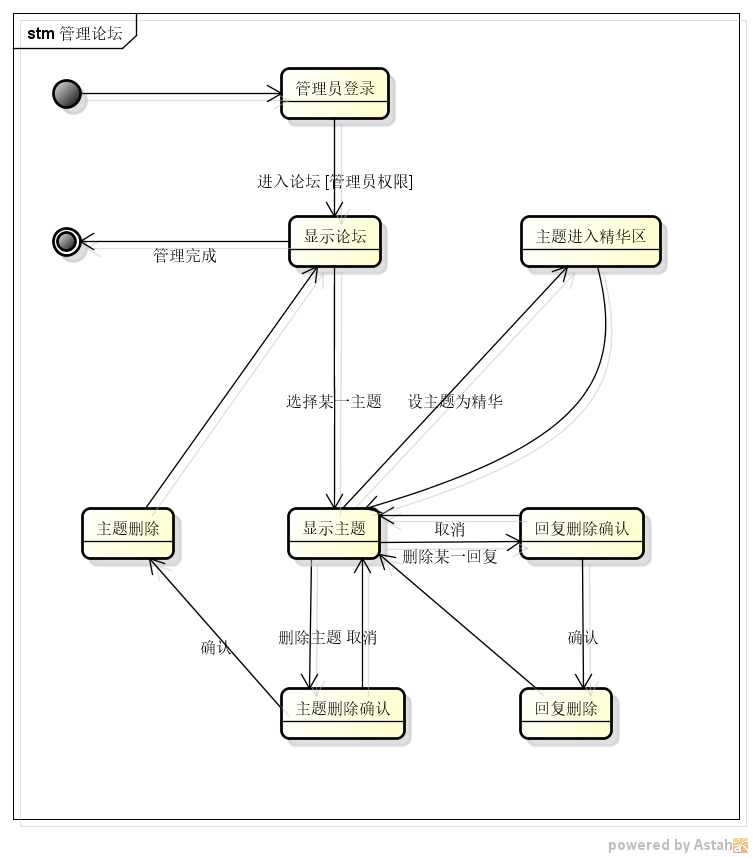 stm 管理论坛
管理员登录
进入论坛 [管理员权限]
显示论坛
主题进入精华区
管理完成
选择某一主题
设主题为精华
主题删除
显示主题
回复删除确认
取消
删除某一回复
确认
删除主题
取消
确认
主题删除确认
回复删除
powered by Astah